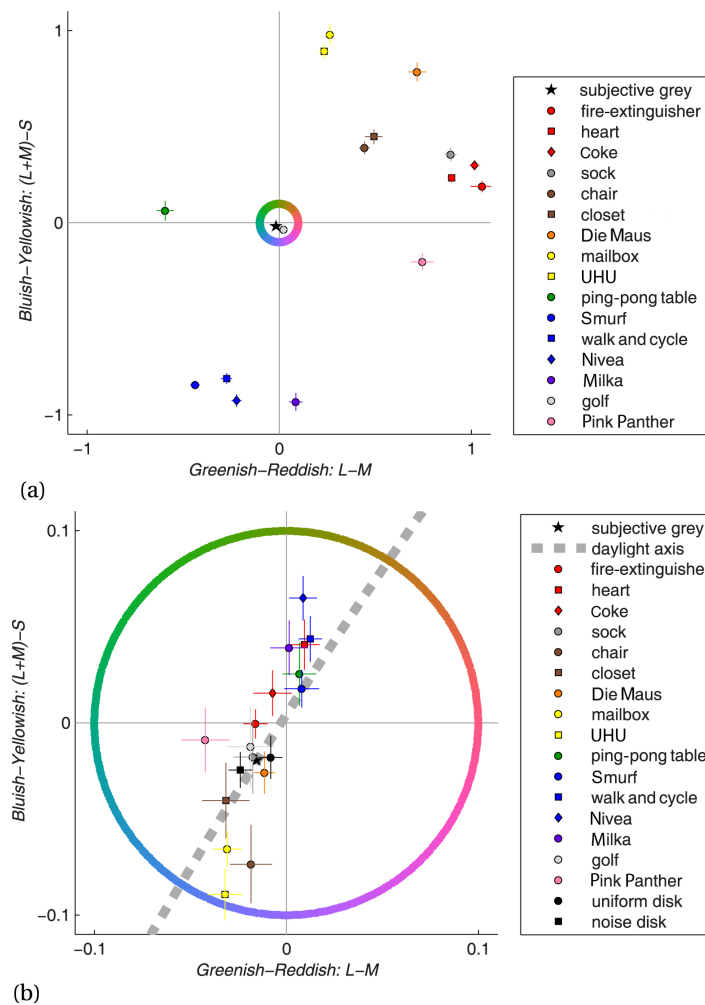 1
0
−1
−1
0
1
Bluish−Yellowish: (L+M)−S
Greenish−Reddish: L−M
subjective grey
fire-extinguisher
heart
Coke
sock
chair
closet
Die Maus
mailbox
UHU
ping-pong table
Smurf
walk and cycle
Nivea
Milka
golf
Pink Panther
(a)
0.1
0
−0.1
−0.1
0
0.1
Bluish−Yellowish: (L+M)−S
Greenish−Reddish: L−M
subjective grey
daylight axis
fire-extinguisher
heart
Coke
sock
chair
closet
Die Maus
mailbox
UHU
ping-pong table
Smurf
walk and cycle
Nivea
Milka
golf
Pink Panther
uniform disk
noise disk
(b)